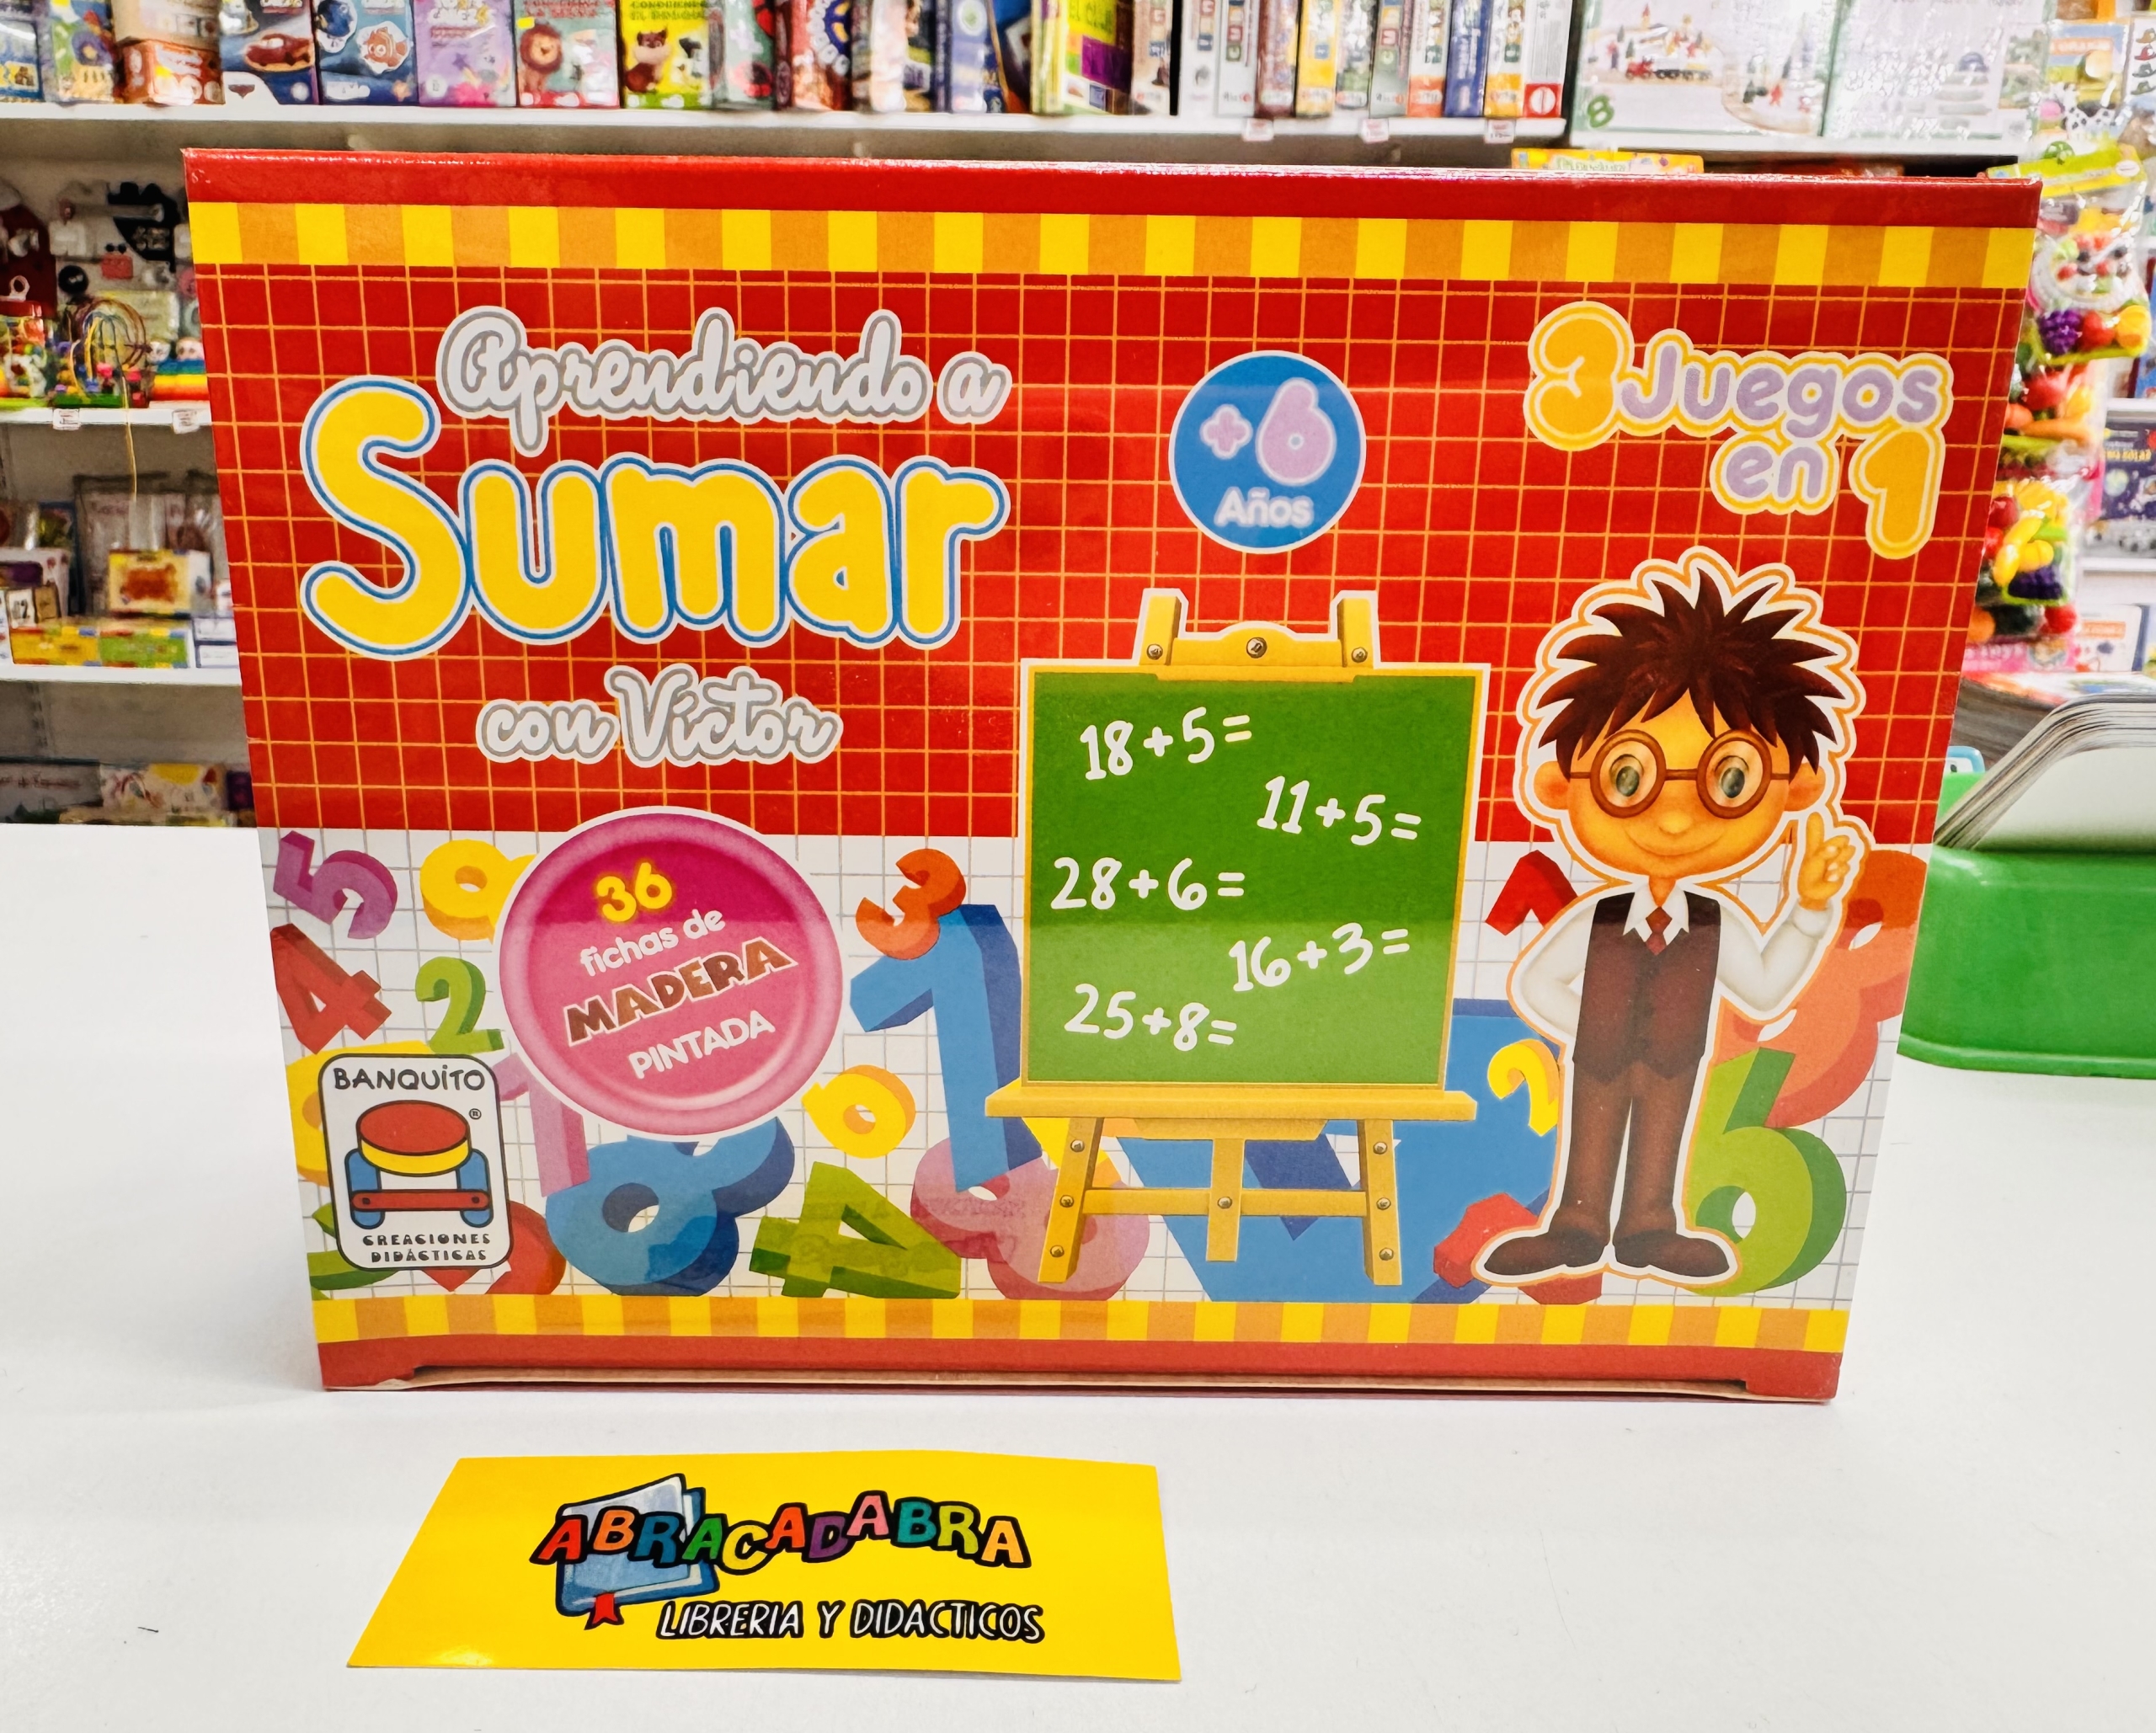 Aprendiendo a
Sumar
con Víctor
+6
Años
3 Juegos
en 1
18+5=
11+5=
28+6=
16+3=
25+8=
36
fichas de
MADERA
PINTADA
BANQUiTO
®
CREACIONES
DIDÁCTICAS
ABRACADABRA
LIBRERIA Y DIDACTICOS